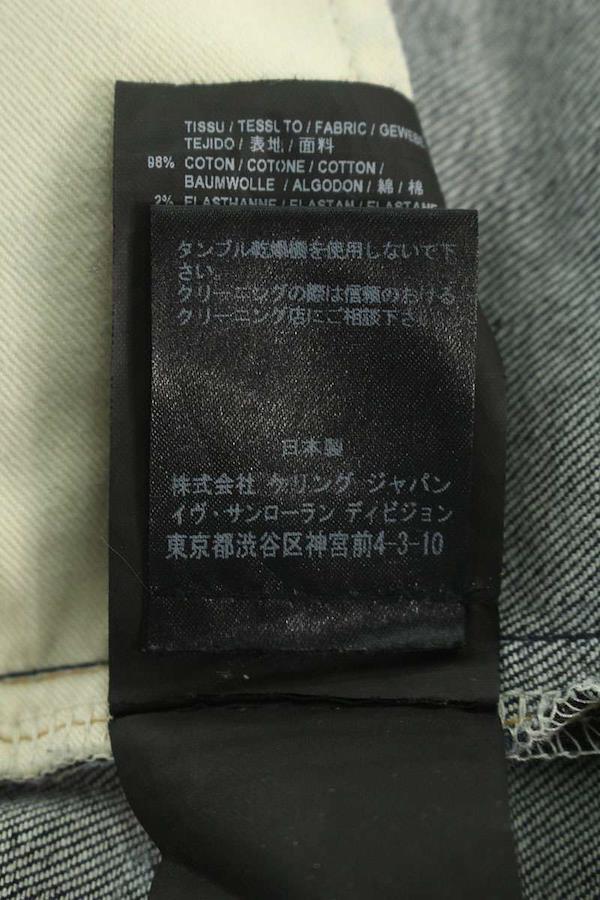 TISSU / TESSUTO / FABRIC / GEWEBE
TEJIDO / 表地 / 面料
98% COTON / COTONE / COTTON /
BAUMWOLLE / ALGODON / 綿 / 棉
2% ELASTHANNE / ELASTAN / ELASTANE
タンブル乾燥機を使用しないで下
さい。
クリーニングの際は信頼のおける
クリーニング店にご相談下さい。
日本製
株式会社 ケリング ジャパン
イヴ・サンローラン ディビジョン
東京都渋谷区神宮前4-3-10